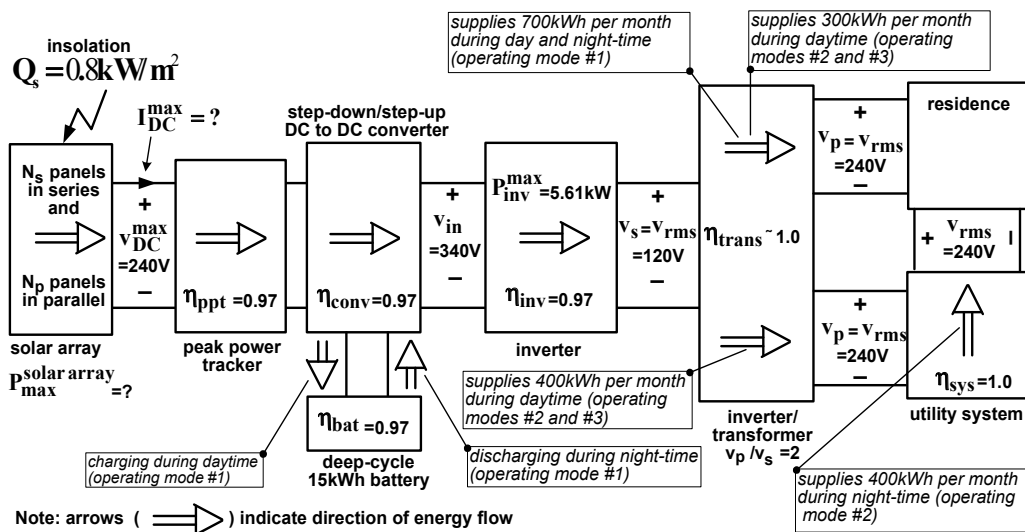 supplies 700kWh per month
during day and night-time
(operating mode #1)
supplies 300kWh per month
during daytime (operating
modes #2 and #3)
insolation
Qs = 0.8kW/m²
I_DC^max = ?
step-down/step-up
DC to DC converter
residence
Ns panels
in series
and
Np panels
in parallel
+
v_DC^max
=240V
–
ηppt =0.97
ηconv =0.97
+
vin
=340V
–
P_inv^max =5.61kW
ηinv =0.97
+
vs = vrms
=120V
–
ηtrans ~ 1.0
+
vp = vrms
=240V
–
+ vrms –
=240V
+
vp = vrms
=240V
–
ηsys =1.0
solar array
P_max^solar array =?
peak power
tracker
inverter
supplies 400kWh per month
during daytime (operating
modes #2 and #3)
inverter/
transformer
vp /vs =2
utility system
ηbat =0.97
deep-cycle
15kWh battery
charging during daytime
(operating mode #1)
discharging during night-time
(operating mode #1)
supplies 400kWh per month
during night-time (operating
mode #2)
Note: arrows ( ) indicate direction of energy flow